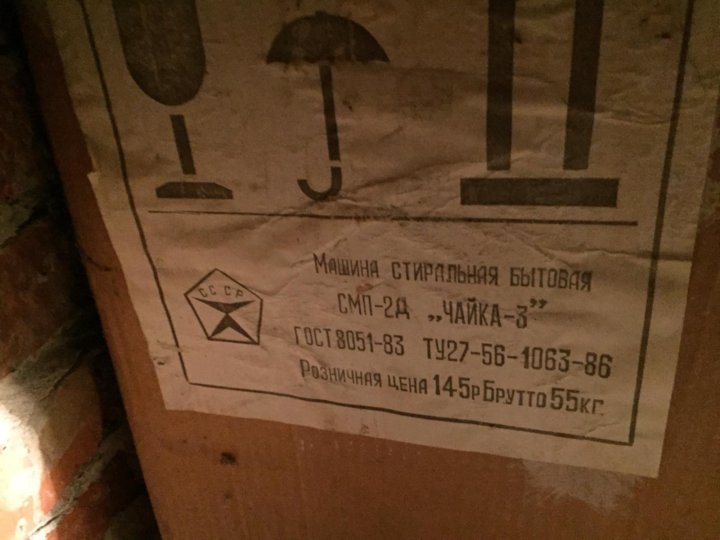 СССР
МАШИНА СТИРАЛЬНАЯ БЫТОВАЯ
СМП-2Д „ЧАЙКА-3”
ГОСТ 8051-83 ТУ27-56-1063-86
РОЗНИЧНАЯ ЦЕНА 145Р БРУТТО 55КГ.